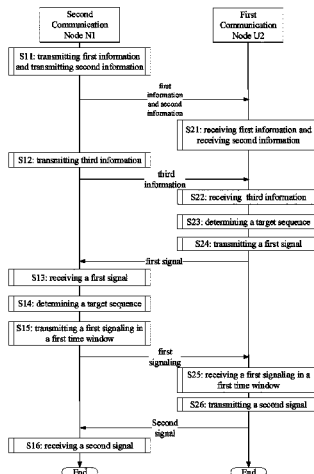 Second
Communication
Node N1
First
Communication
Node U2
S11: transmitting first information
and transmitting second information
first
information
and second
information
S21: receiving first information and
receiving second information
S12: transmitting third information
third
information
S22: receiving third information
S23: determining a target sequence
S24: transmitting a first signal
first signal
S13: receiving a first signal
S14: determining a target sequence
S15: transmitting a first signaling in
a first time window
first
signaling
S25: receiving a first signaling in a
first time window
S26: transmitting a second signal
Second
signal
S16: receiving a second signal
End
End